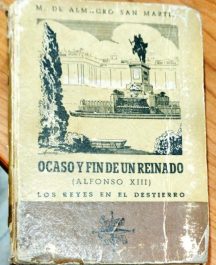 M. DE ALMAGRO SAN MARTIN
OCASO Y FIN DE UN REINADO
(ALFONSO XIII)
LOS REYES EN EL DESTIERRO